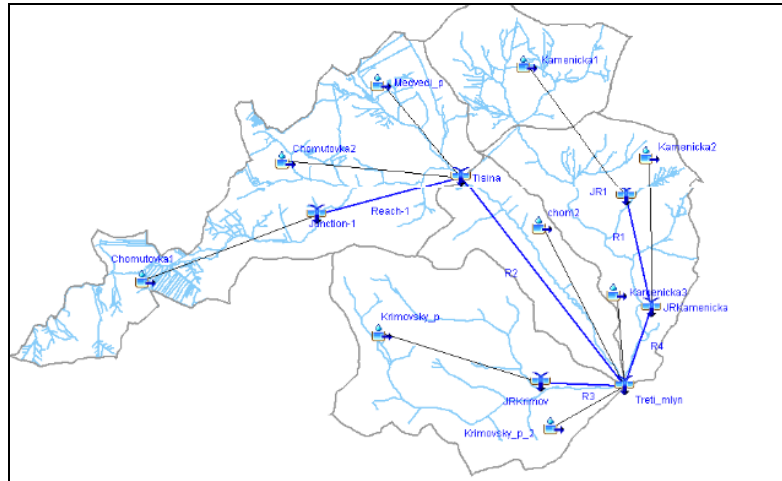 Kamenicka1
Medvedi_p
Kamenicka2
Chomutovka2
Tisina
JR1
chom2
Reach-1
Junction-1
R1
Chomutovka1
R2
Kamenicka3
JRKamenicka
Krimovsky_p
R4
JRKrimov
R3
Treti_mlyn
Krimovsky_p_2